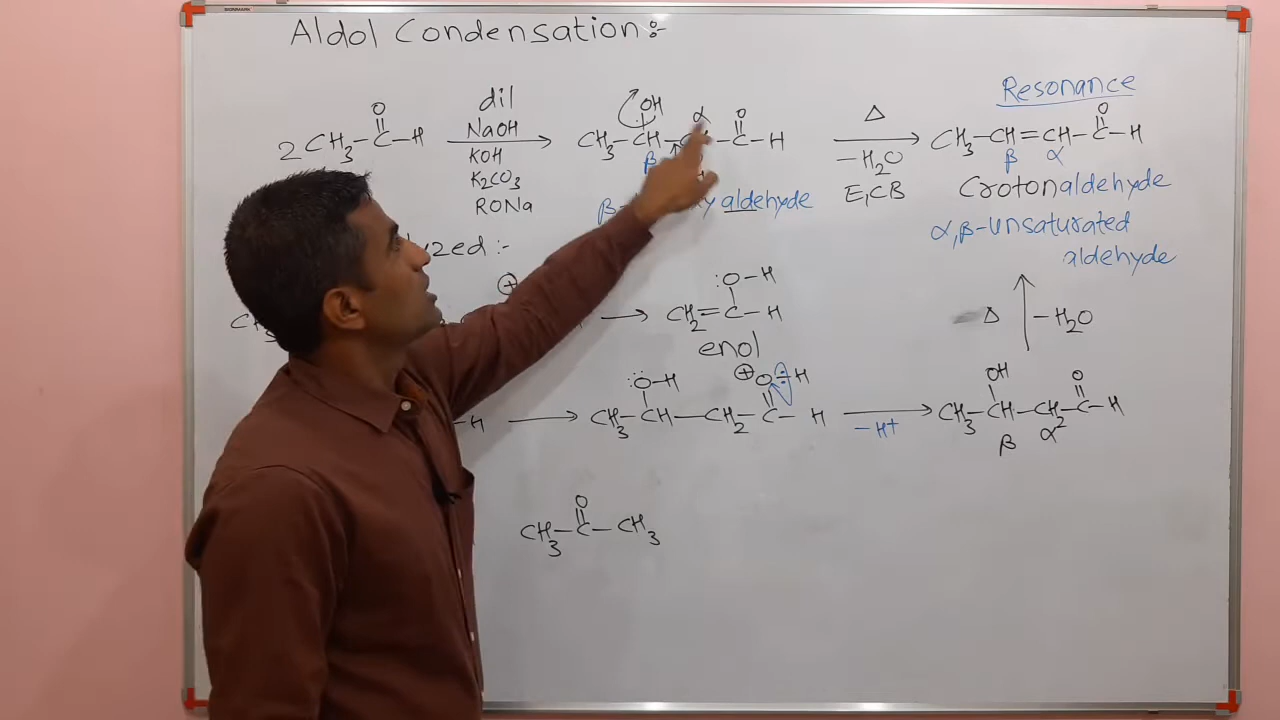 Aldol Condensation:-
2 CH3-C(=O)-H
dil
NaOH
KOH
K2CO3
RONa
CH3-CH(OH)
β
α
C(=O)-H
aldehyde
Δ
-H2O
E1CB
Resonance
CH3-CH=CH-C(=O)-H
β α
Crotonaldehyde
α,β-unsaturated
aldehyde
yzed:-
⊕
:O-H
CH2=C-H
enol
Δ -H2O
-H
:Ö-H
⊕O-H
CH3-CH-CH2-C-H
-H+
OH O
CH3-CH-CH2-C-H
β α
O
CH3-C-CH3